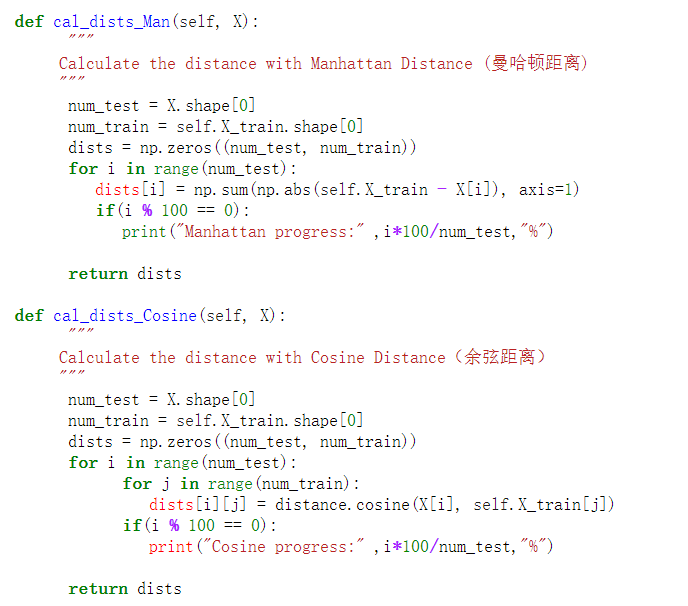 def cal_dists_Man(self, X):
"""
Calculate the distance with Manhattan Distance (曼哈顿距离)
"""
num_test = X.shape[0]
num_train = self.X_train.shape[0]
dists = np.zeros((num_test, num_train))
for i in range(num_test):
dists[i] = np.sum(np.abs(self.X_train - X[i]), axis=1)
if(i % 100 == 0):
print("Manhattan progress:" ,i*100/num_test,"%")
return dists
def cal_dists_Cosine(self, X):
"""
Calculate the distance with Cosine Distance（余弦距离）
"""
num_test = X.shape[0]
num_train = self.X_train.shape[0]
dists = np.zeros((num_test, num_train))
for i in range(num_test):
for j in range(num_train):
dists[i][j] = distance.cosine(X[i], self.X_train[j])
if(i % 100 == 0):
print("Cosine progress:" ,i*100/num_test,"%")
return dists